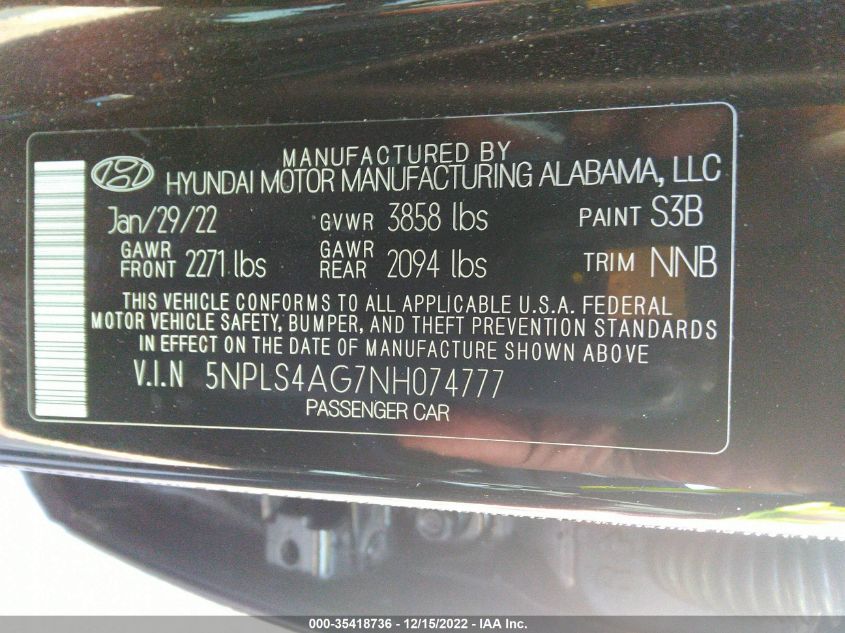 MANUFACTURED BY
HYUNDAI MOTOR MANUFACTURING ALABAMA, LLC
Jan/29/22 GVWR 3858 lbs PAINT S3B
GAWR FRONT 2271 lbs GAWR REAR 2094 lbs TRIM NNB
THIS VEHICLE CONFORMS TO ALL APPLICABLE U.S.A. FEDERAL
MOTOR VEHICLE SAFETY, BUMPER, AND THEFT PREVENTION STANDARDS
IN EFFECT ON THE DATE OF MANUFACTURE SHOWN ABOVE
V.I.N 5NPLS4AG7NH074777
PASSENGER CAR
000-35418736 - 12/15/2022 - IAA Inc.